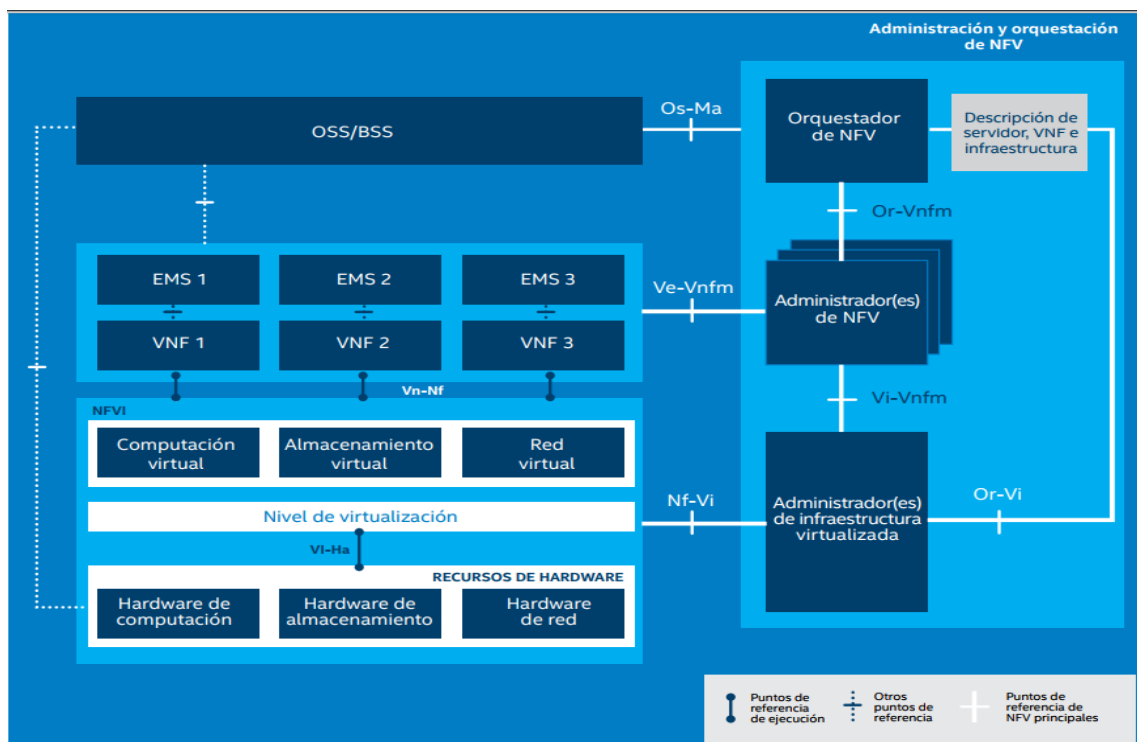 Administración y orquestación
de NFV
OSS/BSS
Os-Ma
Orquestador
de NFV
Descripción de
servidor, VNF e
infraestructura
Or-Vnfm
EMS 1
EMS 2
EMS 3
Ve-Vnfm
Administrador(es)
de NFV
VNF 1
VNF 2
VNF 3
Vn-Nf
Vi-Vnfm
NFVI
Computación
virtual
Almacenamiento
virtual
Red
virtual
Nf-Vi
Administrador(es)
de infraestructura
virtualizada
Or-Vi
Nivel de virtualización
VI-Ha
RECURSOS DE HARDWARE
Hardware de
computación
Hardware de
almacenamiento
Hardware
de red
Puntos de
referencia
de ejecución
Otros
puntos de
referencia
Puntos de
referencia de
NFV principales